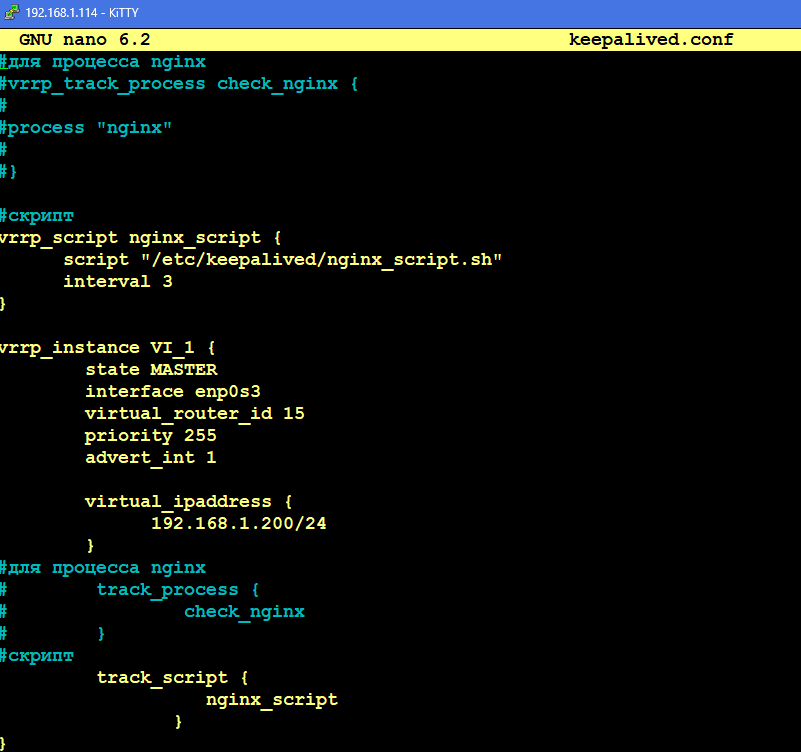 192.168.1.114 - KiTTY
GNU nano 6.2 keepalived.conf
#для процесса nginx
#vrrp_track_process check_nginx {
#
#process "nginx"
#
#}
#скрипт
vrrp_script nginx_script {
script "/etc/keepalived/nginx_script.sh"
interval 3
}
vrrp_instance VI_1 {
state MASTER
interface enp0s3
virtual_router_id 15
priority 255
advert_int 1
virtual_ipaddress {
192.168.1.200/24
}
#для процесса nginx
# track_process {
# check_nginx
# }
#скрипт
track_script {
nginx_script
}
}